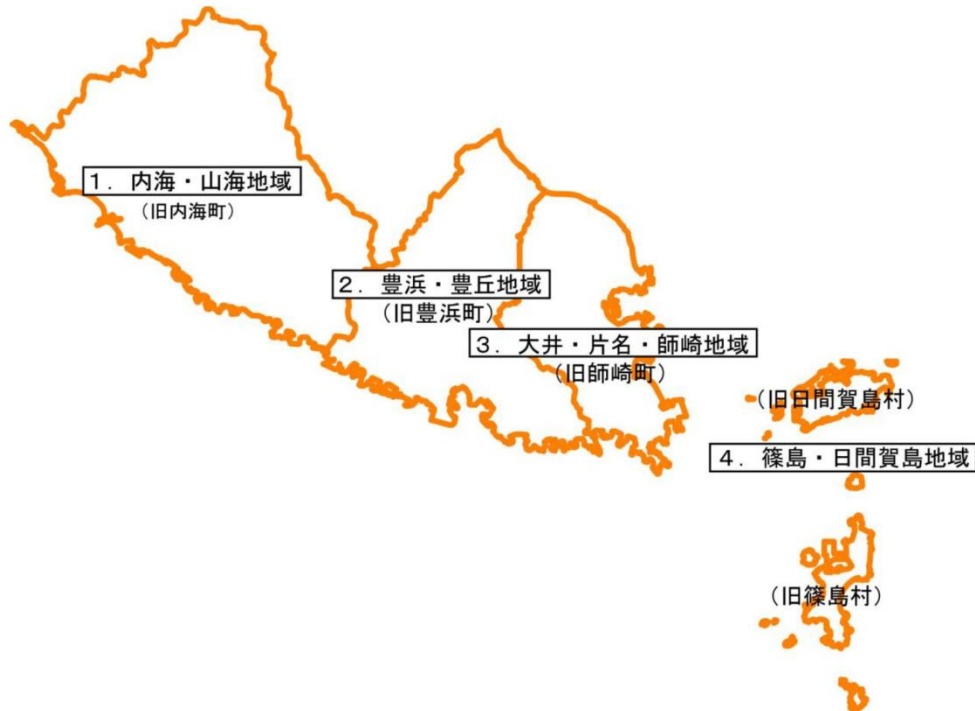 １．内海・山海地域
（旧内海町）
２．豊浜・豊丘地域
（旧豊浜町）
３．大井・片名・師崎地域
（旧師崎町）
（旧日間賀島村）
４．篠島・日間賀島地域
（旧篠島村）